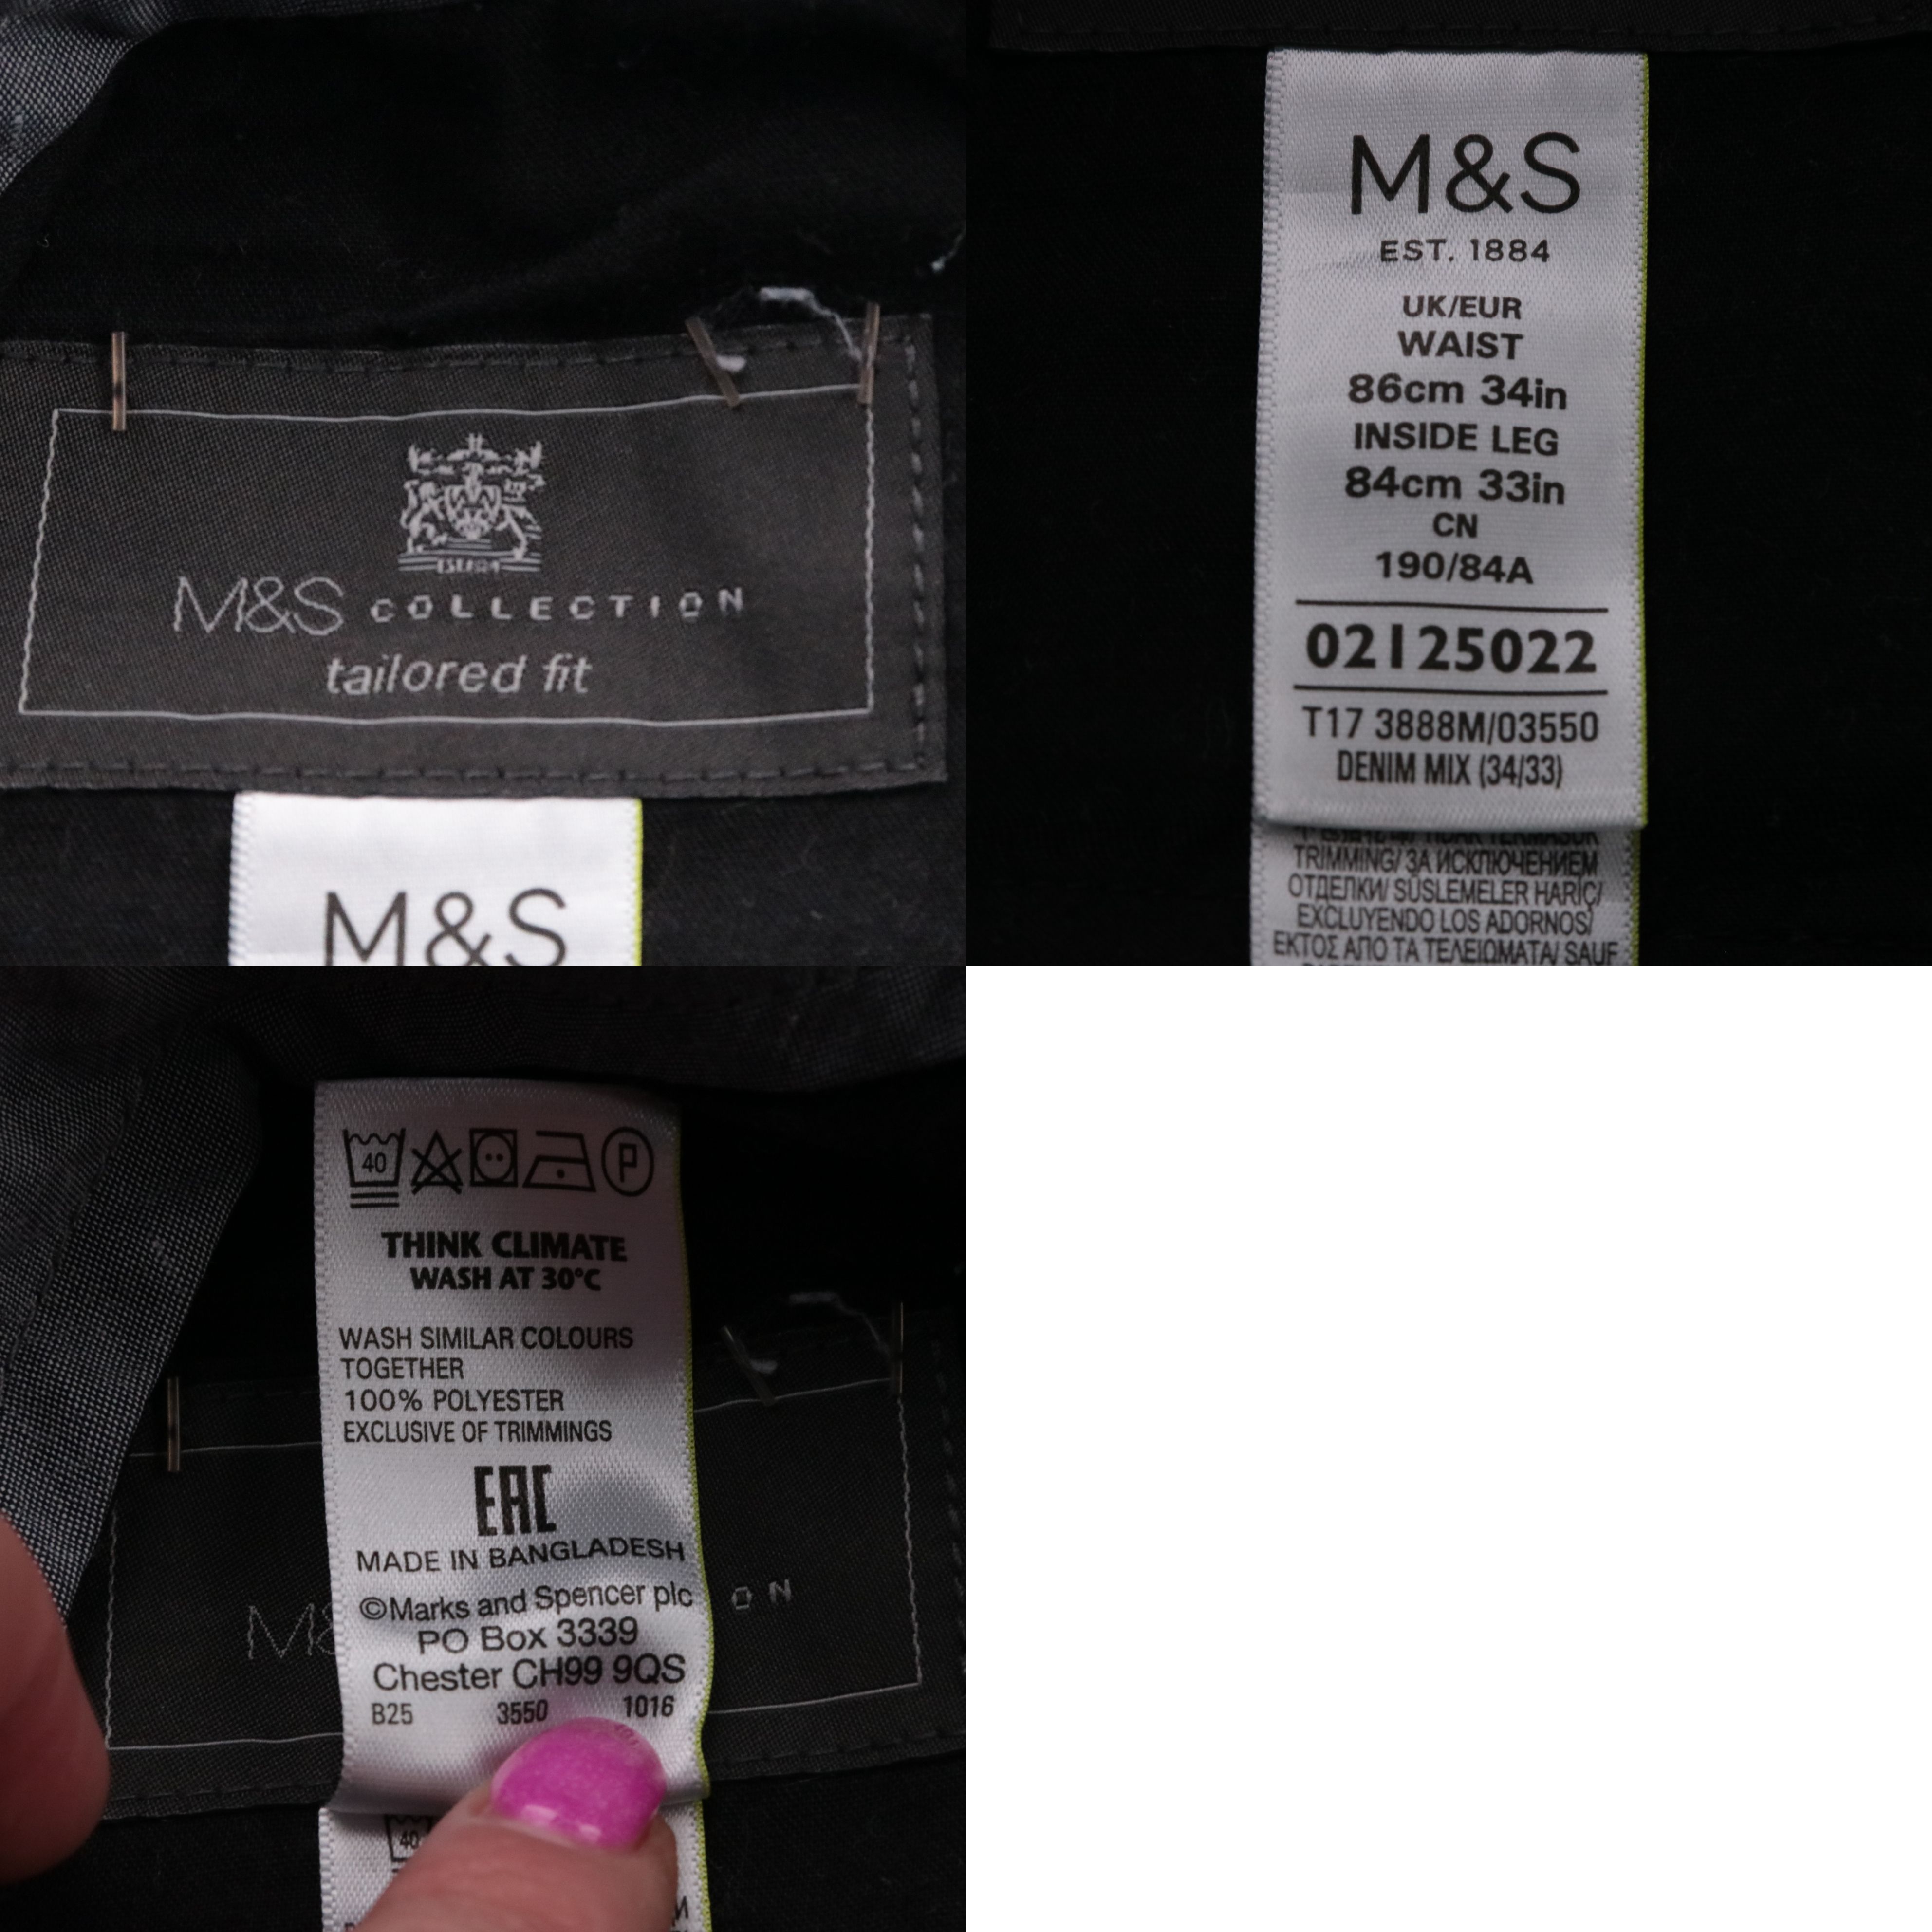 M&S COLLECTION
tailored fit
M&S
M&S
EST. 1884
UK/EUR
WAIST
86cm 34in
INSIDE LEG
84cm 33in
CN
190/84A
02125022
T17 3888M/03550
DENIM MIX (34/33)
TRIMMING/ ЗА ИСКЛЮЧЕНИЕМ
ОТДЕЛКИ/ SÜSLEMELER HARİÇ/
EXCLUYENDO LOS ADORNOS/
ΕΚΤΟΣ ΑΠΟ ΤΑ ΤΕΛΕΙΩΜΑΤΑ/ SAUF
40
THINK CLIMATE
WASH AT 30°C
WASH SIMILAR COLOURS
TOGETHER
100% POLYESTER
EXCLUSIVE OF TRIMMINGS
EAC
MADE IN BANGLADESH
©Marks and Spencer plc
PO Box 3339
Chester CH99 9QS
B25 3550 1016
40